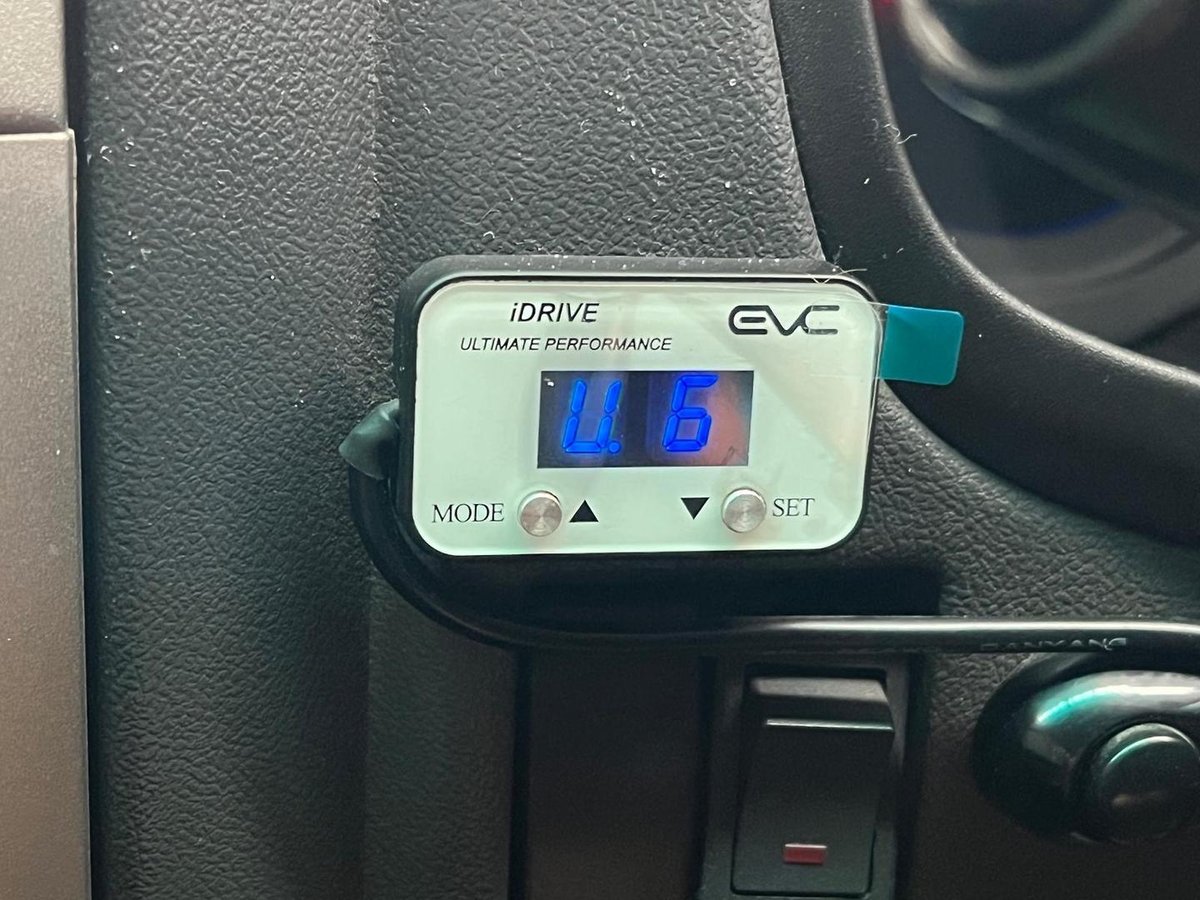 iDRIVE
EVC
ULTIMATE PERFORMANCE
U. 6
MODE ▲ ▼ SET